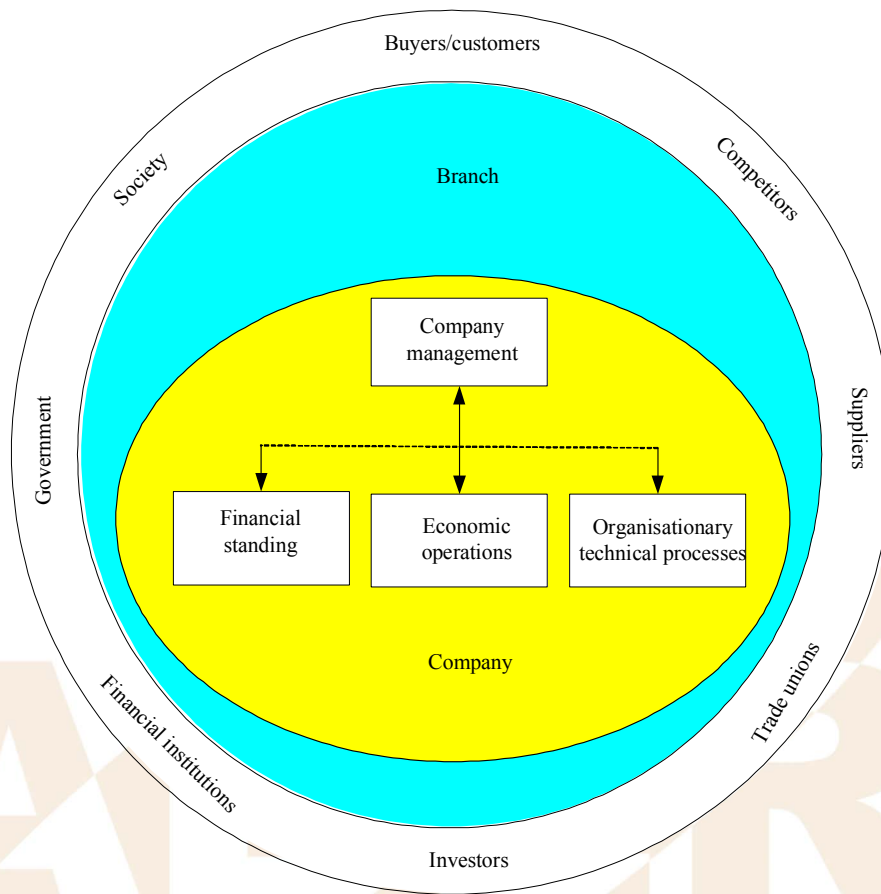 Buyers/customers
Society
Competitors
Branch
Company
management
Government
Suppliers
Financial
standing
Economic
operations
Organisationary
technical processes
Company
Financial institutions
Trade unions
Investors